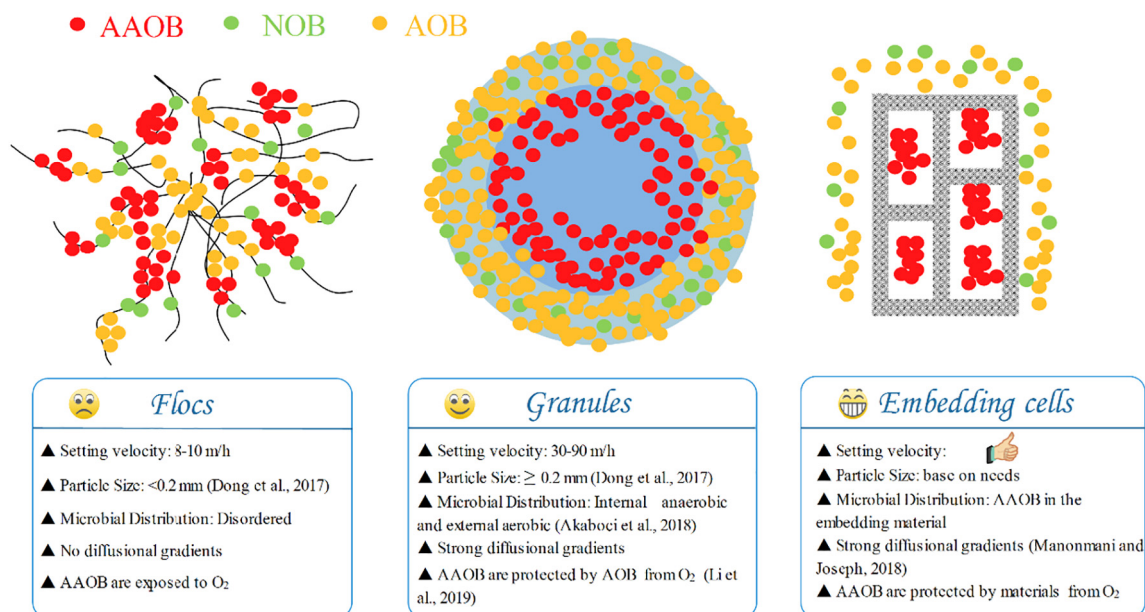 AAOB NOB AOB
Flocs
▲ Setting velocity: 8-10 m/h
▲ Particle Size: <0.2 mm (Dong et al., 2017)
▲ Microbial Distribution: Disordered
▲ No diffusional gradients
▲ AAOB are exposed to O₂
Granules
▲ Setting velocity: 30-90 m/h
▲ Particle Size: ≥ 0.2 mm (Dong et al., 2017)
▲ Microbial Distribution: Internal anaerobic
and external aerobic (Akaboci et al., 2018)
▲ Strong diffusional gradients
▲ AAOB are protected by AOB from O₂ (Li
et al., 2019)
Embedding cells
▲ Setting velocity:
▲ Particle Size: base on needs
▲ Microbial Distribution: AAOB in the
embedding material
▲ Strong diffusional gradients (Manonmani and
Joseph, 2018)
▲ AAOB are protected by materials from O₂